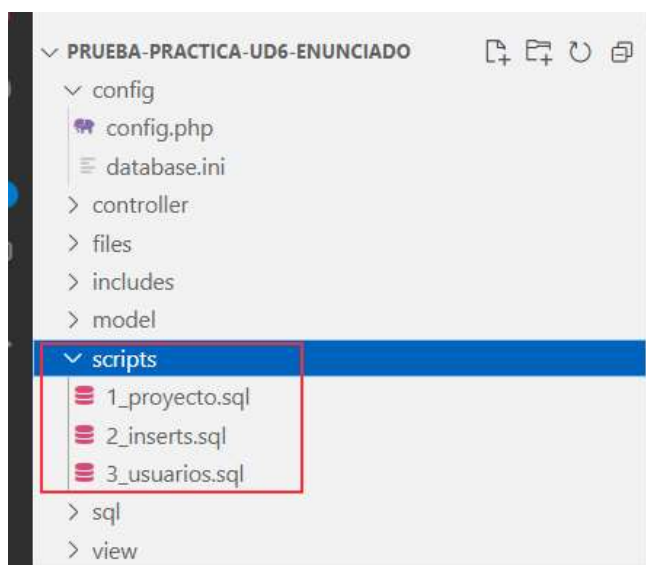 PRUEBA-PRACTICA-UD6-ENUNCIADO
config
config.php
database.ini
controller
files
includes
model
scripts
1_proyecto.sql
2_inserts.sql
3_usuarios.sql
sql
view